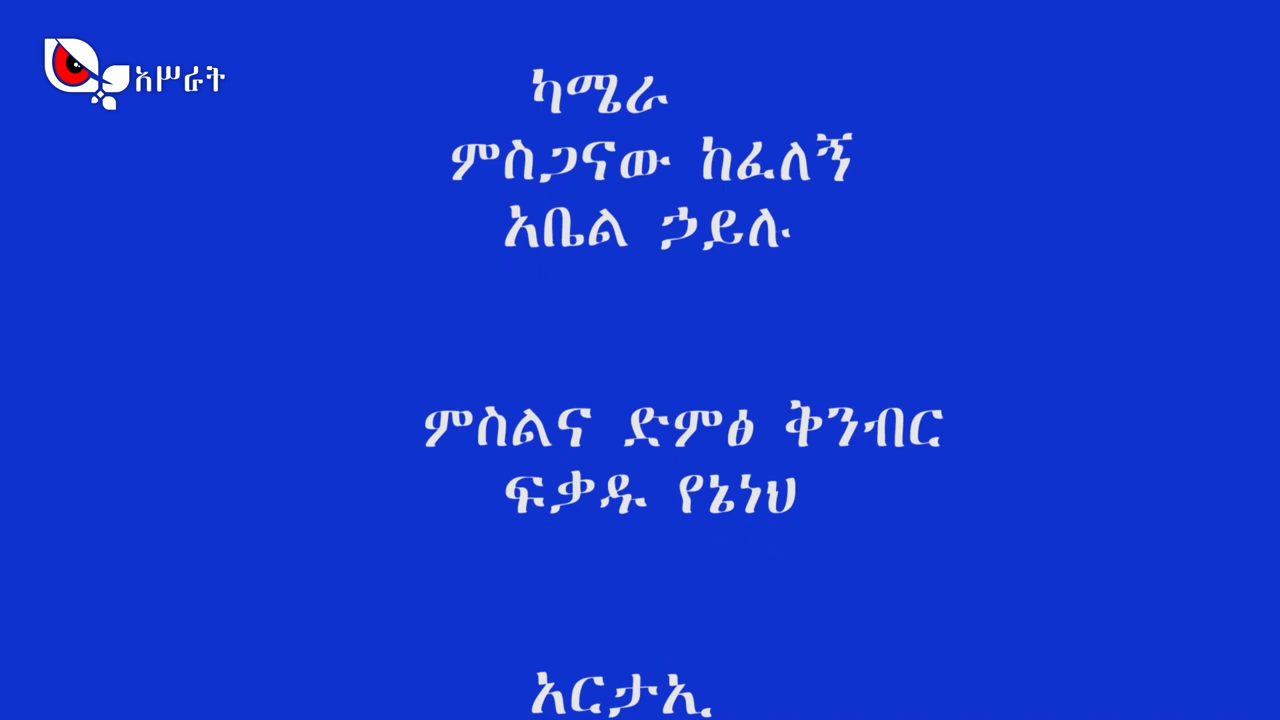 አሥራት
ካሜራ
ምስጋናው ከፈለኝ
አቤል ኃይሉ
ምስልና ድምፅ ቅንብር
ፍቃዱ የኔነህ
አርታኢ